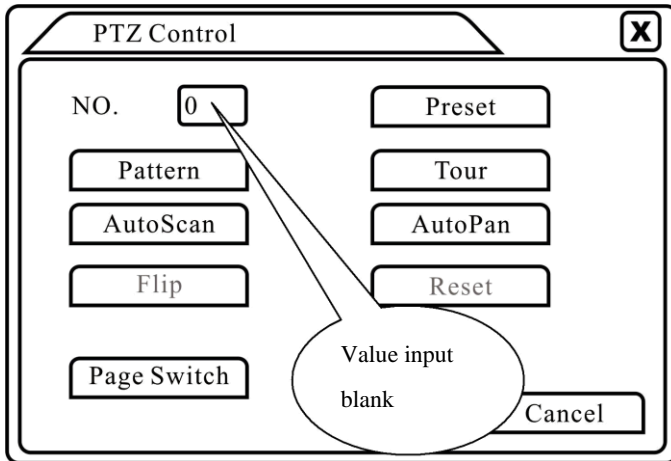 PTZ Control
X
NO. 0 Preset
Pattern Tour
AutoScan AutoPan
Flip Reset
Value input
blank
Page Switch
Cancel